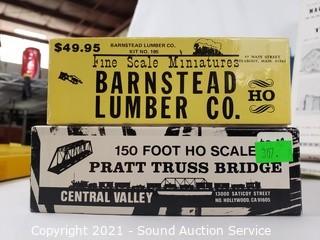 $49.95
BARNSTEAD LUMBER CO.
KIT NO. 105
Fine Scale Miniatures
BARNSTEAD
LUMBER CO.
HO
150 FOOT HO SCALE
PRATT TRUSS BRIDGE
CENTRAL VALLEY
13000 SATICOY STREET
NO HOLLYWOOD, CA 91605
Copyright 2021 - Sound Auction Service